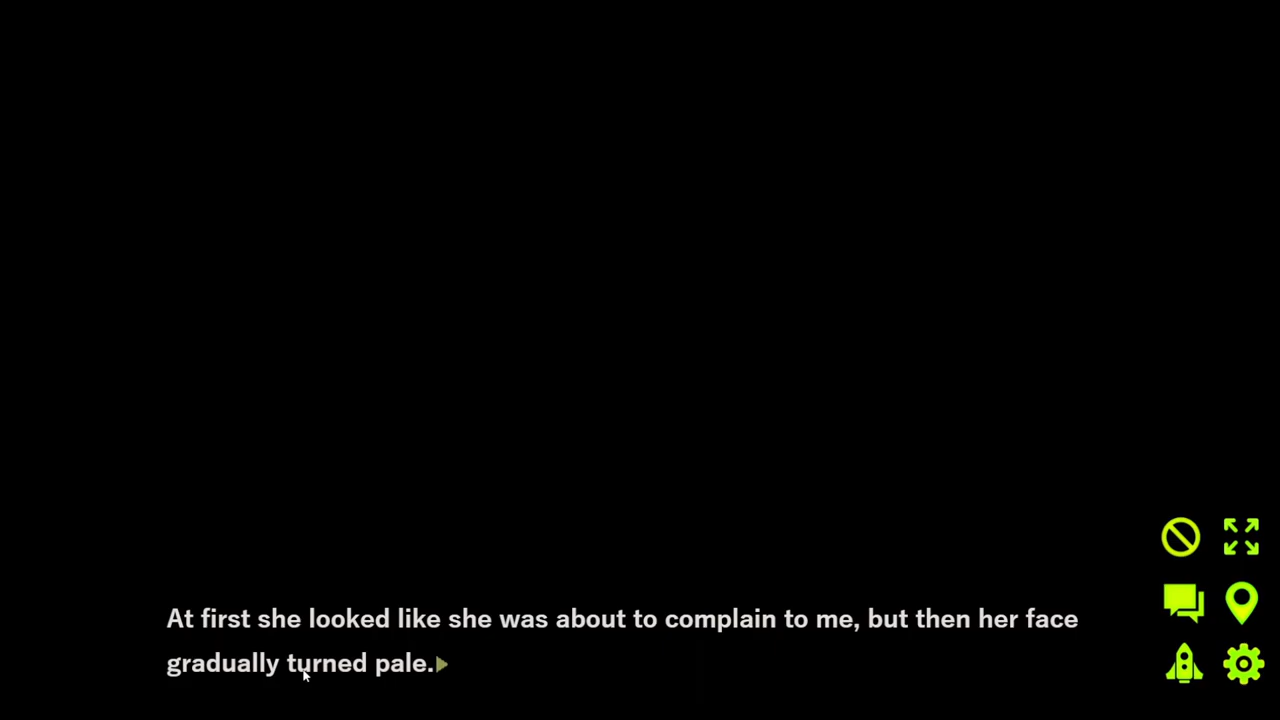 At first she looked like she was about to complain to me, but then her face
gradually turned pale.